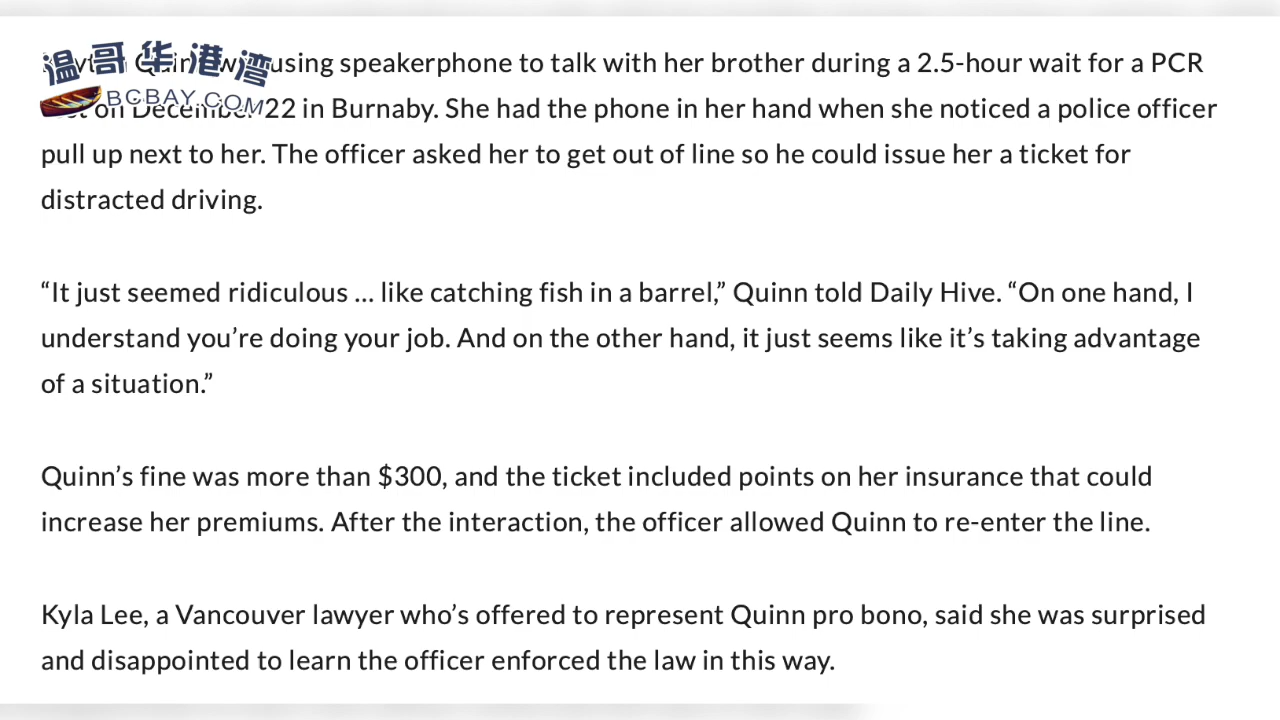 温哥华港湾
BCBAY.COM
using speakerphone to talk with her brother during a 2.5-hour wait for a PCR
on December 22 in Burnaby. She had the phone in her hand when she noticed a police officer
pull up next to her. The officer asked her to get out of line so he could issue her a ticket for
distracted driving.
“It just seemed ridiculous … like catching fish in a barrel,” Quinn told Daily Hive. “On one hand, I
understand you’re doing your job. And on the other hand, it just seems like it’s taking advantage
of a situation.”
Quinn’s fine was more than $300, and the ticket included points on her insurance that could
increase her premiums. After the interaction, the officer allowed Quinn to re-enter the line.
Kyla Lee, a Vancouver lawyer who’s offered to represent Quinn pro bono, said she was surprised
and disappointed to learn the officer enforced the law in this way.